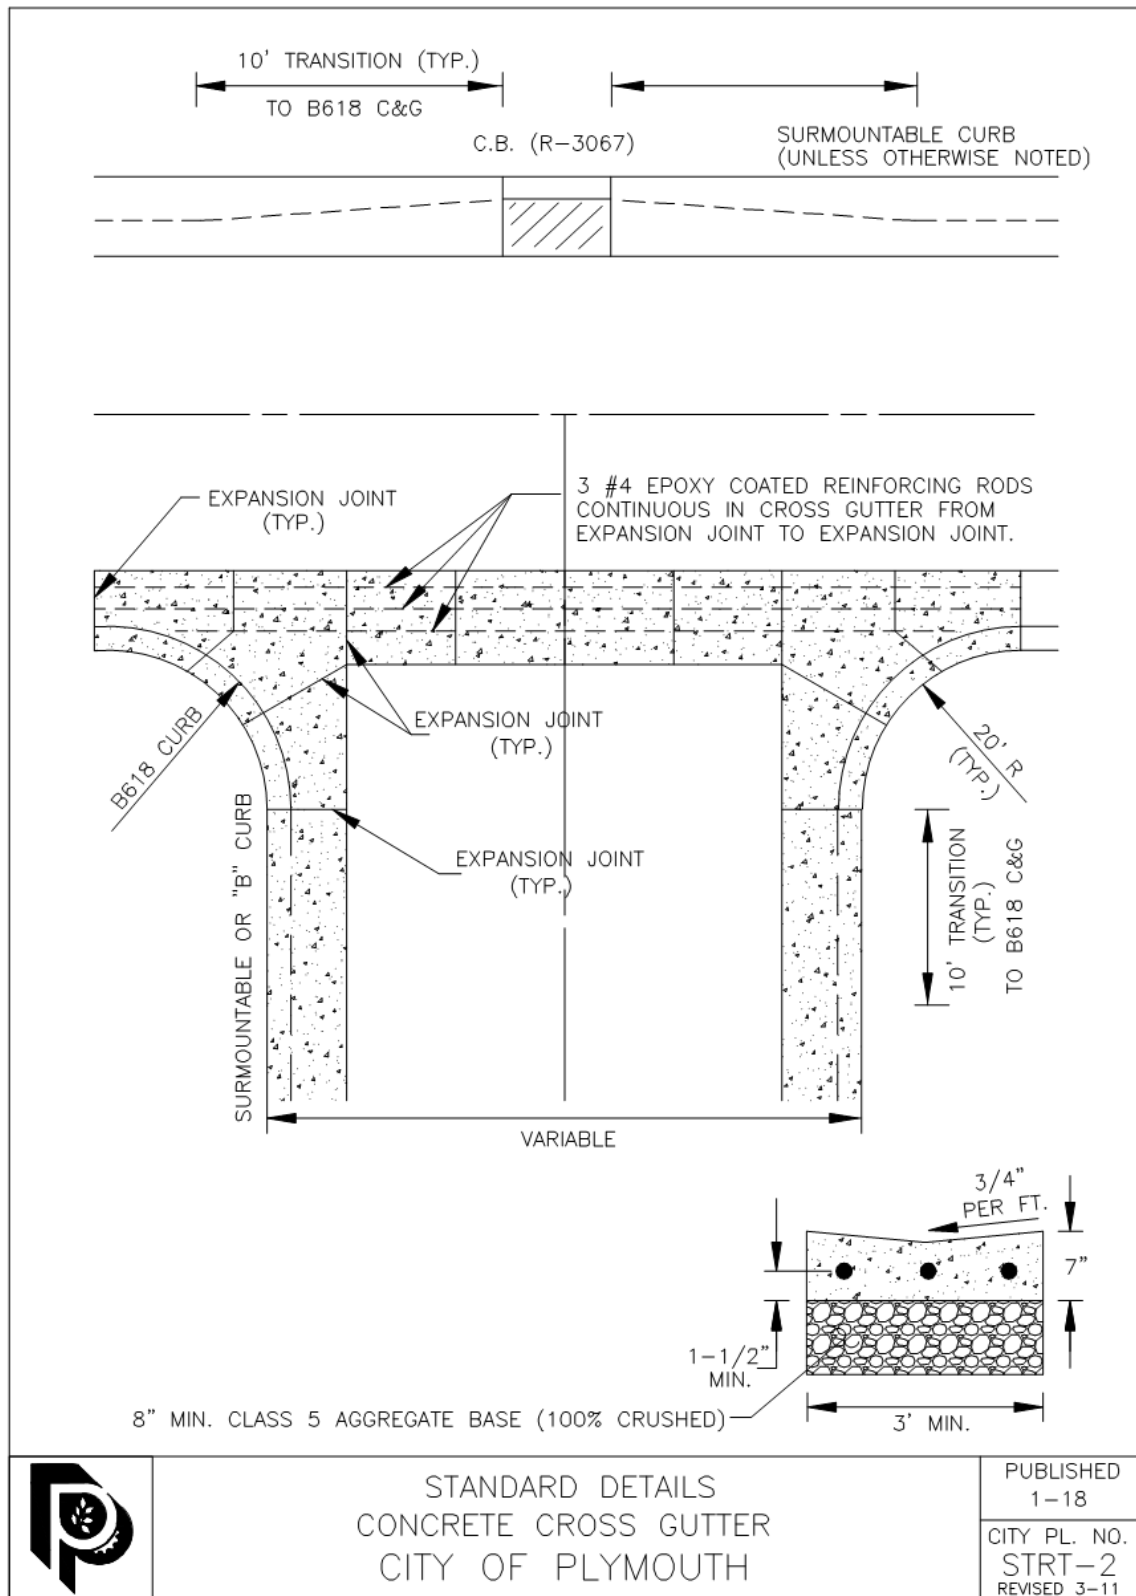 10' TRANSITION (TYP.)
TO B618 C&G
C.B. (R-3067)
SURMOUNTABLE CURB
(UNLESS OTHERWISE NOTED)
EXPANSION JOINT
(TYP.)
3 #4 EPOXY COATED REINFORCING RODS
CONTINUOUS IN CROSS GUTTER FROM
EXPANSION JOINT TO EXPANSION JOINT.
B618 CURB
EXPANSION JOINT
(TYP.)
20' R
(TYP.)
SURMOUNTABLE OR "B" CURB
EXPANSION JOINT
(TYP.)
10' TRANSITION
(TYP.)
TO B618 C&G
VARIABLE
3/4"
PER FT.
7"
1-1/2"
MIN.
8" MIN. CLASS 5 AGGREGATE BASE (100% CRUSHED)
3' MIN.
STANDARD DETAILS
CONCRETE CROSS GUTTER
CITY OF PLYMOUTH
PUBLISHED
1-18
CITY PL. NO.
STRT-2
REVISED 3-11